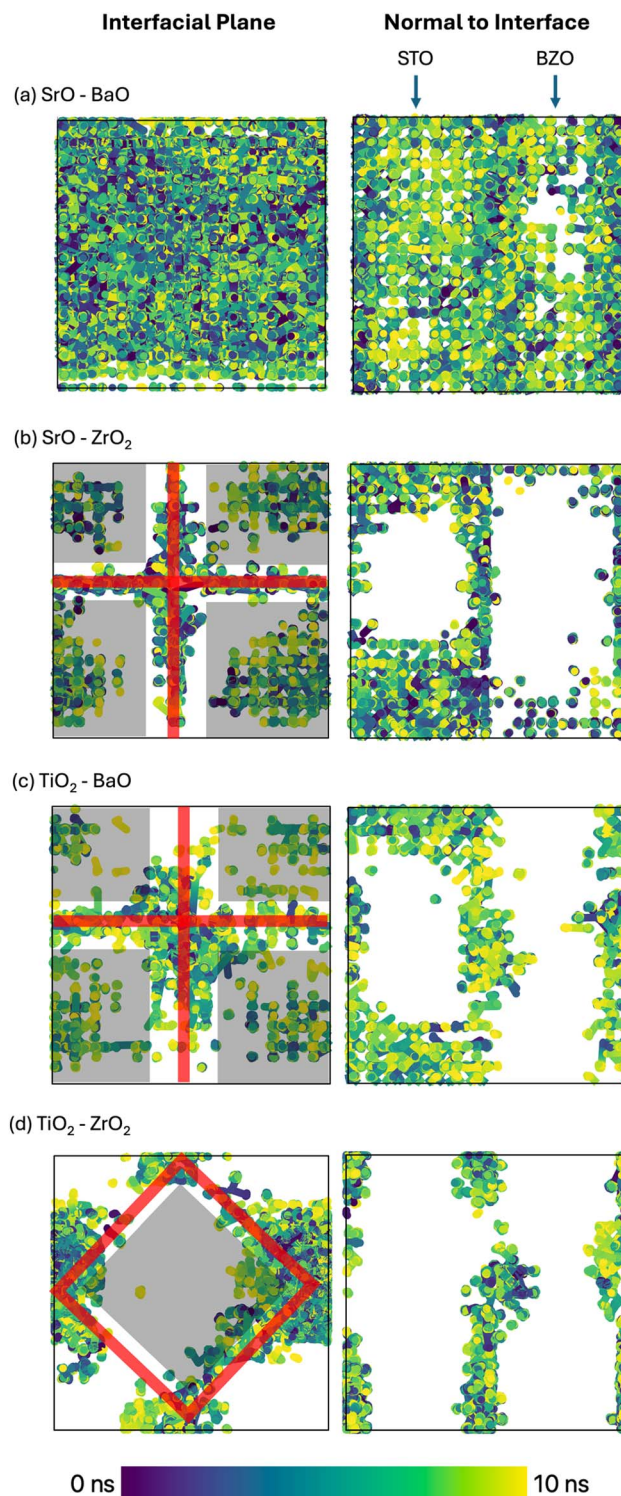 Interfacial Plane
Normal to Interface
STO
BZO
(a) SrO - BaO
(b) SrO - ZrO₂
(c) TiO₂ - BaO
(d) TiO₂ - ZrO₂
0 ns
10 ns